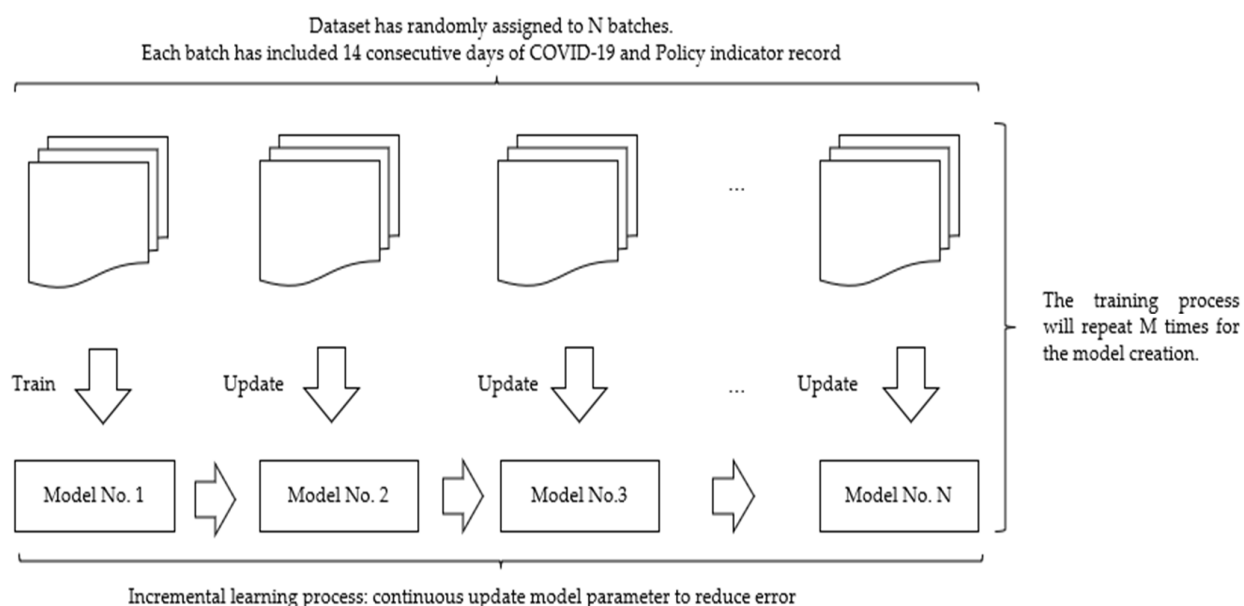 Dataset has randomly assigned to N batches.
Each batch has included 14 consecutive days of COVID-19 and Policy indicator record
...
The training process
will repeat M times for
the model creation.
Train
Update
Update
...
Update
Model No. 1
Model No. 2
Model No.3
Model No. N
Incremental learning process: continuous update model parameter to reduce error